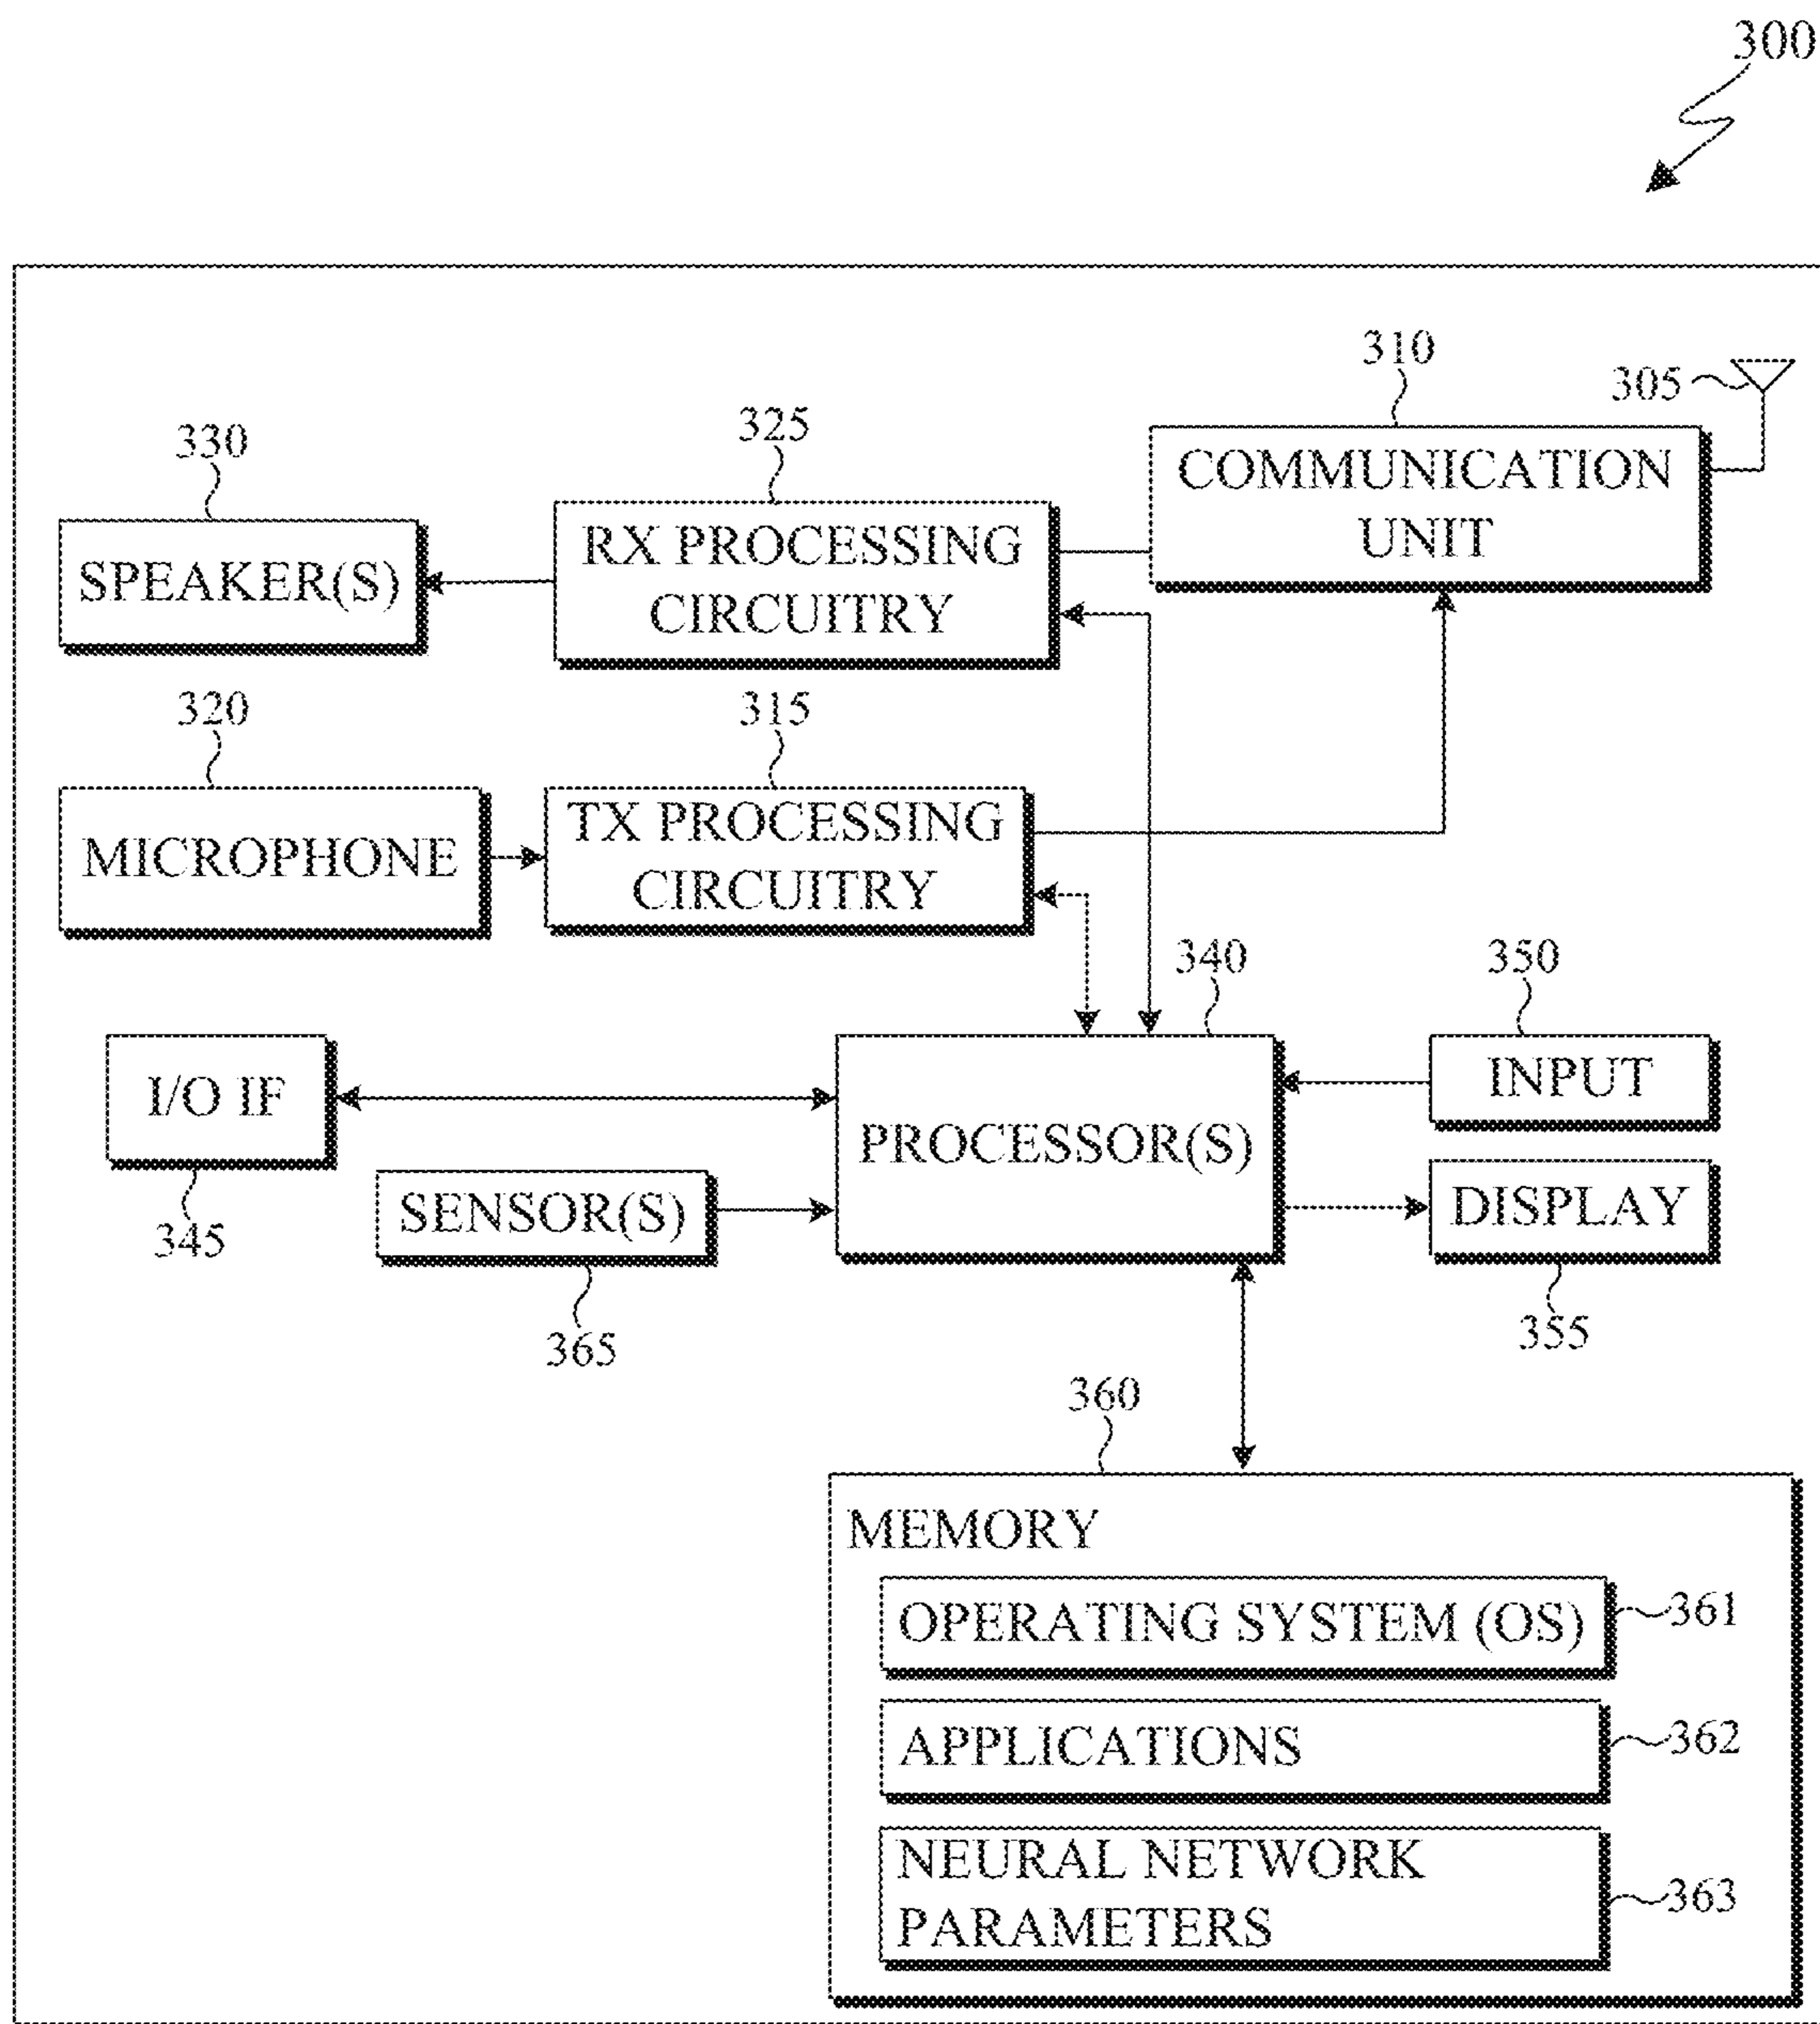 300
310
305
325
330
COMMUNICATION
UNIT
RX PROCESSING
CIRCUITRY
SPEAKER(S)
320
315
MICROPHONE
TX PROCESSING
CIRCUITRY
340
350
I/O IF
PROCESSOR(S)
INPUT
SENSOR(S)
DISPLAY
345
365
355
360
MEMORY
OPERATING SYSTEM (OS)
361
APPLICATIONS
362
NEURAL NETWORK
PARAMETERS
363